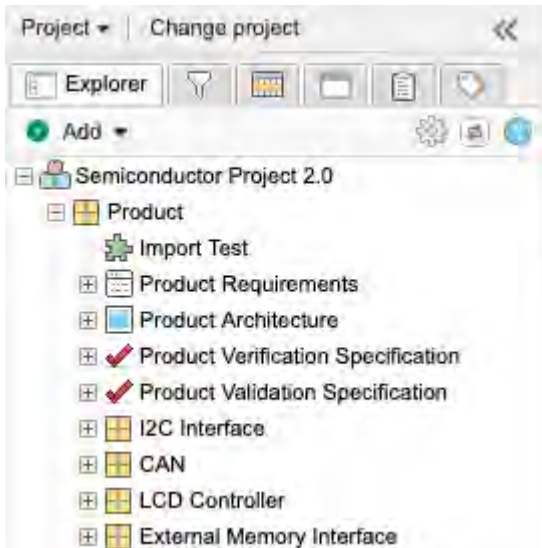 Project
Change project
Explorer
Add
Semiconductor Project 2.0
Product
Import Test
Product Requirements
Product Architecture
Product Verification Specification
Product Validation Specification
I2C Interface
CAN
LCD Controller
External Memory Interface